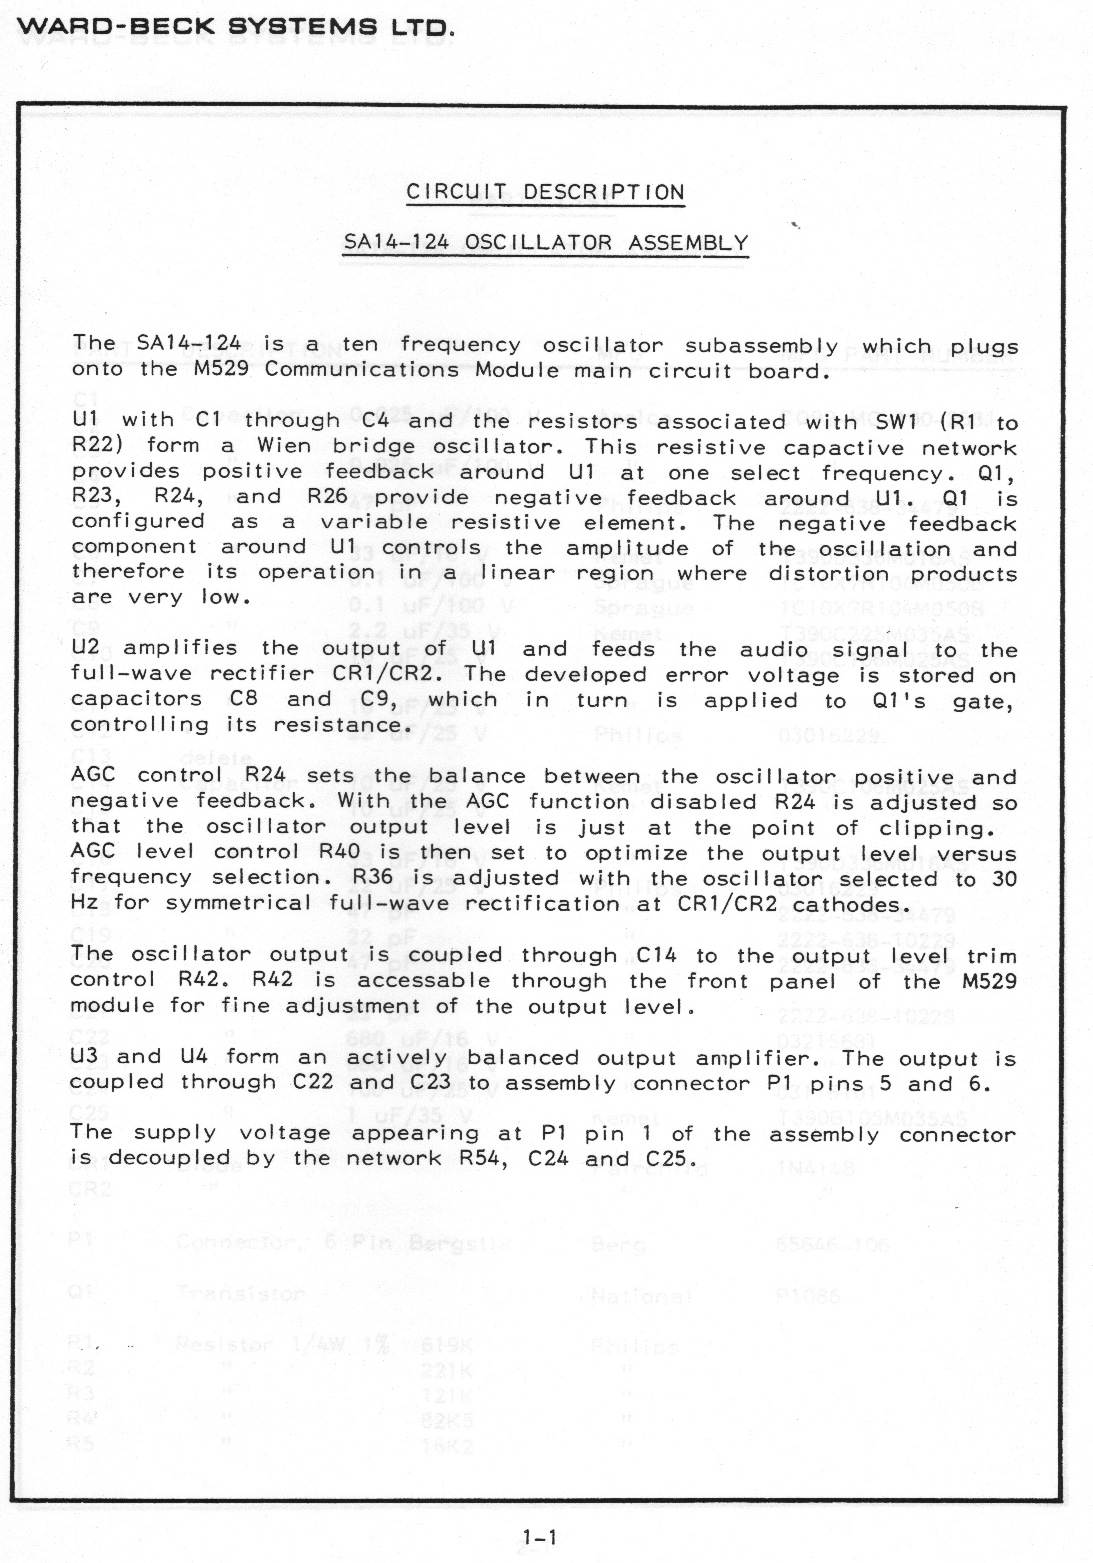 WARD-BECK SYSTEMS LTD.
CIRCUIT DESCRIPTION
SA14-124 OSCILLATOR ASSEMBLY
The SA14-124 is a ten frequency oscillator subassembly which plugs
onto the M529 Communications Module main circuit board.
U1 with C1 through C4 and the resistors associated with SW1 (R1 to
R22) form a Wien bridge oscillator. This resistive capactive network
provides positive feedback around U1 at one select frequency. Q1,
R23, R24, and R26 provide negative feedback around U1. Q1 is
configured as a variable resistive element. The negative feedback
component around U1 controls the amplitude of the oscillation and
therefore its operation in a linear region where distortion products
are very low.
U2 amplifies the output of U1 and feeds the audio signal to the
full-wave rectifier CR1/CR2. The developed error voltage is stored on
capacitors C8 and C9, which in turn is applied to Q1's gate,
controlling its resistance.
AGC control R24 sets the balance between the oscillator positive and
negative feedback. With the AGC function disabled R24 is adjusted so
that the oscillator output level is just at the point of clipping.
AGC level control R40 is then set to optimize the output level versus
frequency selection. R36 is adjusted with the oscillator selected to 30
Hz for symmetrical full-wave rectification at CR1/CR2 cathodes.
The oscillator output is coupled through C14 to the output level trim
control R42. R42 is accessable through the front panel of the M529
module for fine adjustment of the output level.
U3 and U4 form an actively balanced output amplifier. The output is
coupled through C22 and C23 to assembly connector P1 pins 5 and 6.
The supply voltage appearing at P1 pin 1 of the assembly connector
is decoupled by the network R54, C24 and C25.
1-1